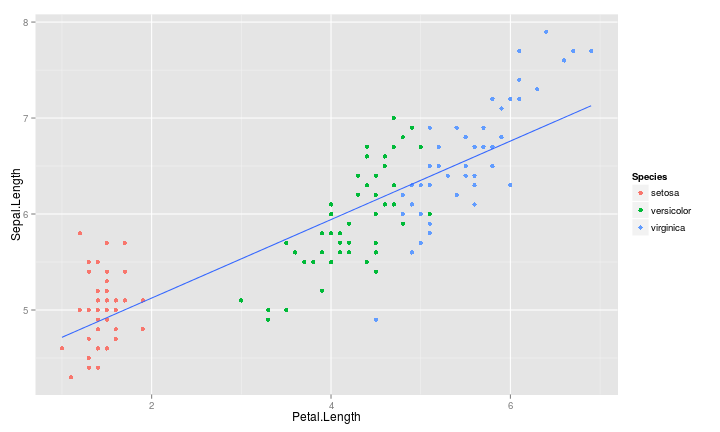 8
7
6
5
Sepal.Length
2
4
6
Petal.Length
Species
setosa
versicolor
virginica